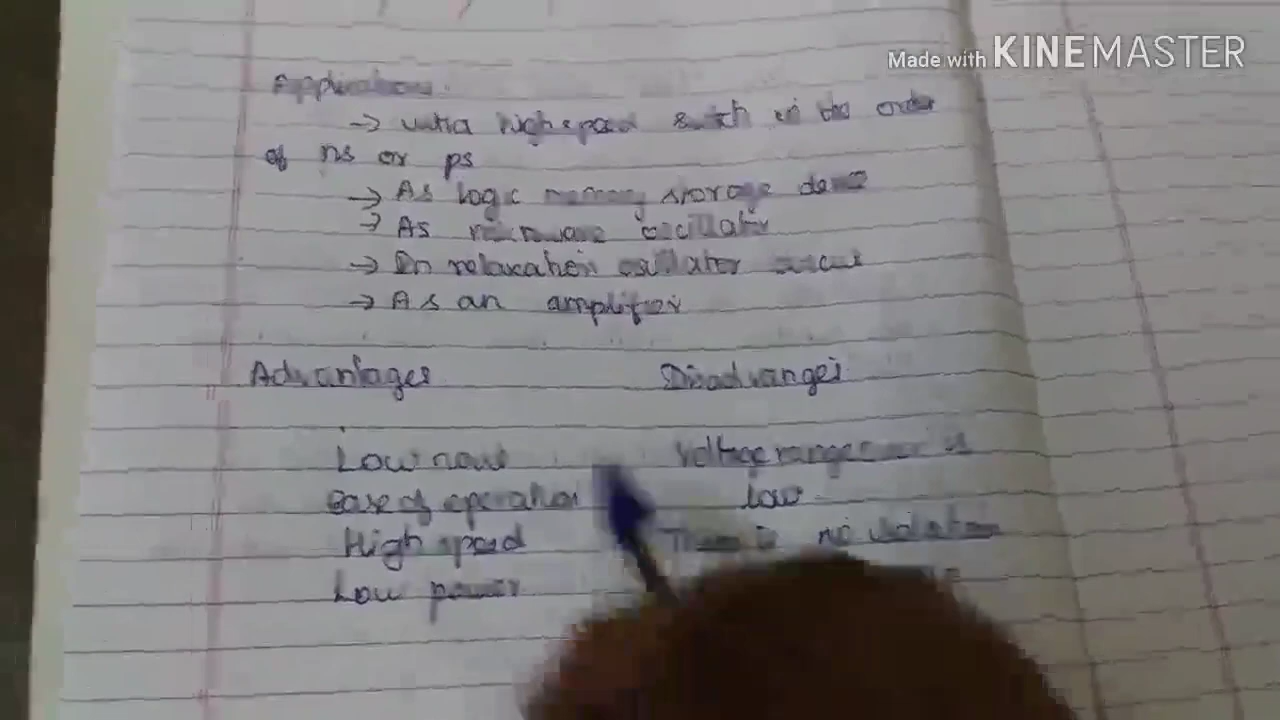 Made with KINEMASTER
Applications
→ Ultra high speed switch in the order
of ns or ps
→ As logic memory storage device
→ As microwave oscillator
→ In relaxation oscillator circuit
→ As an amplifier
Advantages Disadvanges
Low noise Voltage range is
Ease of operation low
High speed There is no isolation
Low power